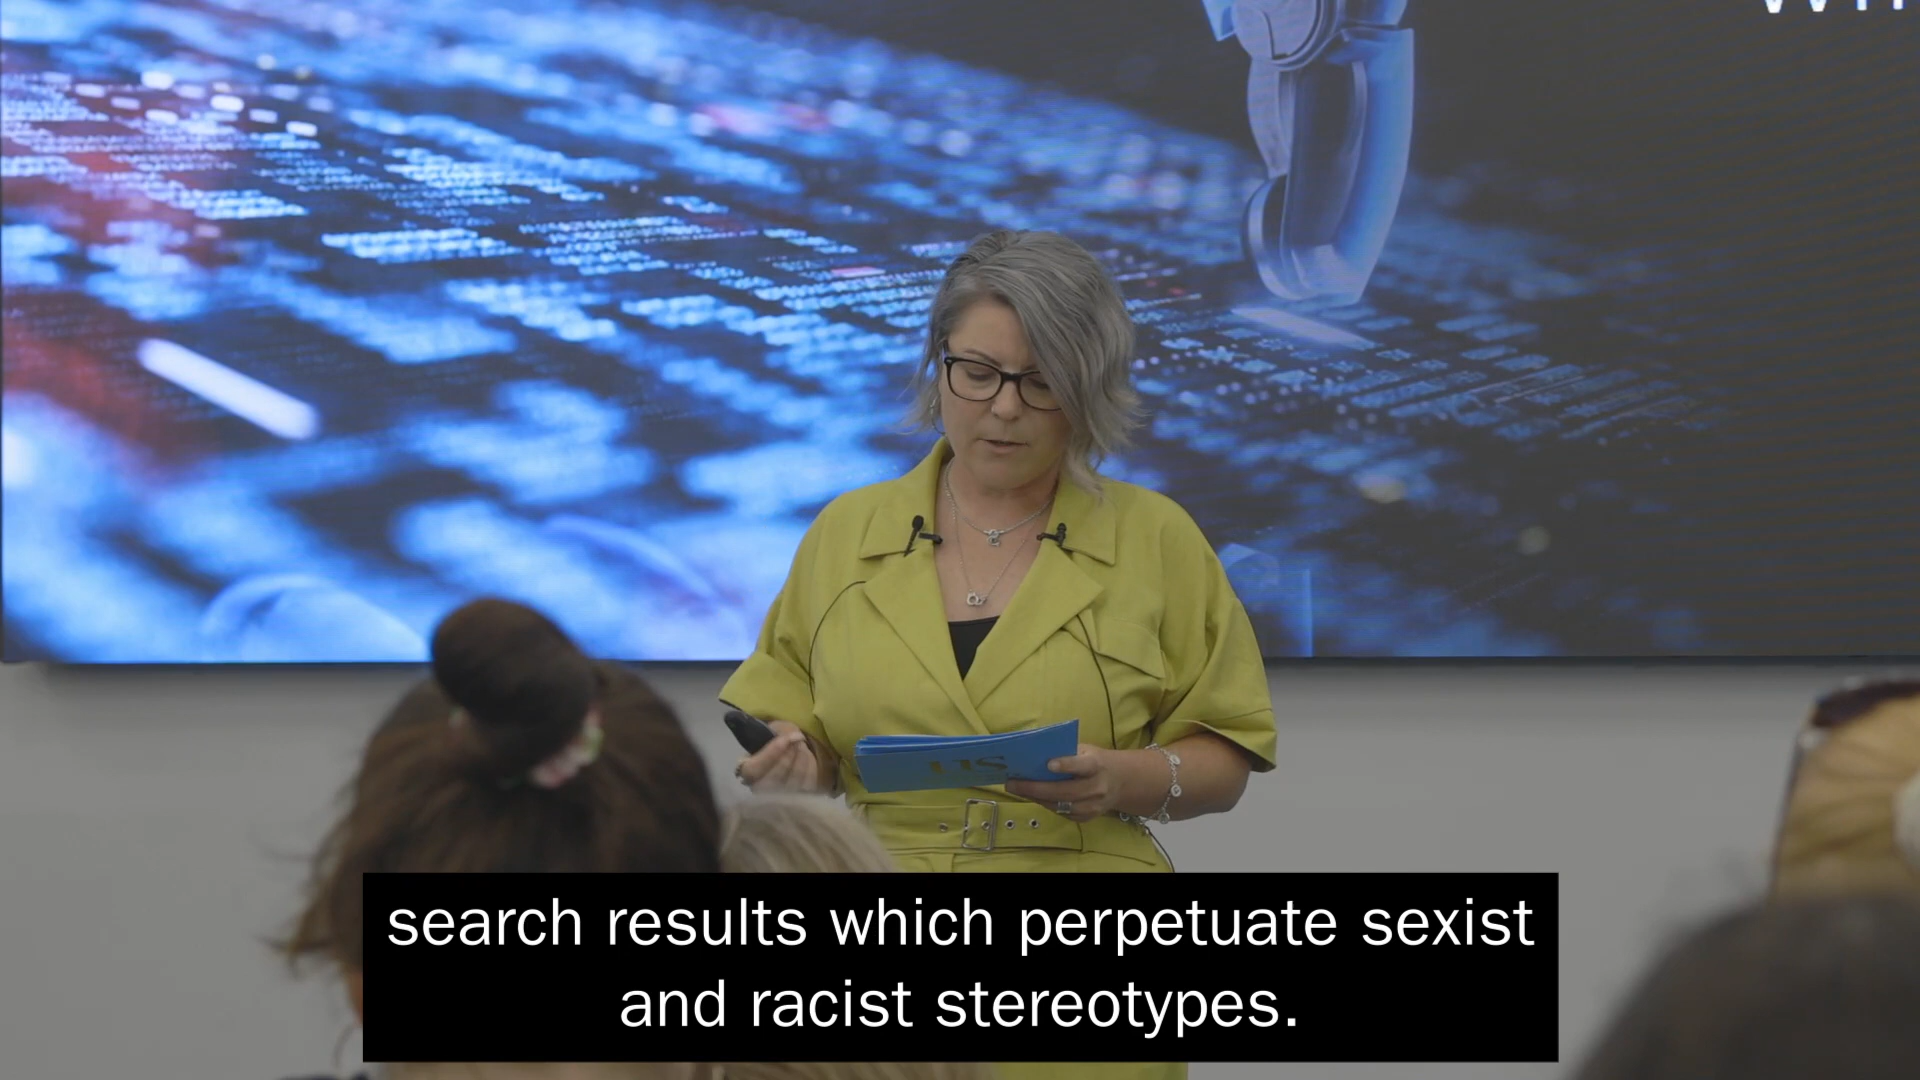 search results which perpetuate sexist
and racist stereotypes.